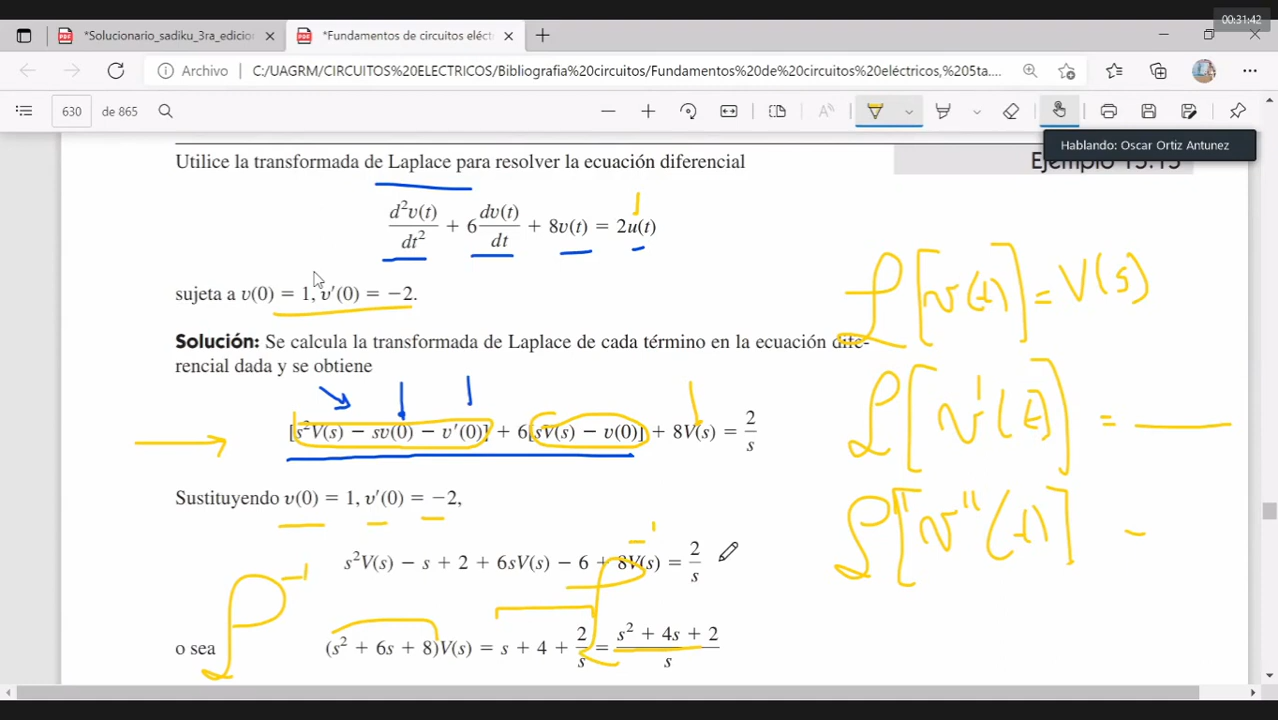 00:31:42
*Solucionario_sadiku_3ra_edicion
*Fundamentos de circuitos eléct
Archivo C:/UAGRM/CIRCUITOS%20ELECTRICOS/Bibliografia%20circuitos/Fundamentos%20de%20circuitos%20eléctricos,%205ta....
630 de 865
Hablando: Oscar Ortiz Antunez
Utilice la transformada de Laplace para resolver la ecuación diferencial
d²v(t)/dt² + 6 dv(t)/dt + 8v(t) = 2u(t)
sujeta a v(0) = 1, v′(0) = −2.
Solución: Se calcula la transformada de Laplace de cada término en la ecuación dife-
rencial dada y se obtiene
[s²V(s) − sv(0) − v′(0)] + 6[sV(s) − v(0)] + 8V(s) = 2/s
Sustituyendo v(0) = 1, v′(0) = −2,
s²V(s) − s + 2 + 6sV(s) − 6 + 8V(s) = 2/s
o sea (s² + 6s + 8)V(s) = s + 4 + 2/s = s² + 4s + 2/s
ℒ[v(t)] = V(s)
ℒ[v'(t)] =
ℒ[v''(t)] =
ℒ⁻¹